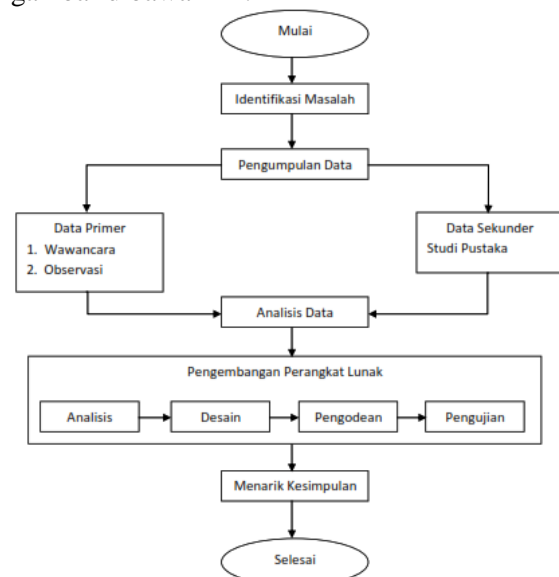 Mulai
Identifikasi Masalah
Pengumpulan Data
Data Primer
1. Wawancara
2. Observasi
Data Sekunder
Studi Pustaka
Analisis Data
Pengembangan Perangkat Lunak
Analisis
Desain
Pengodean
Pengujian
Menarik Kesimpulan
Selesai